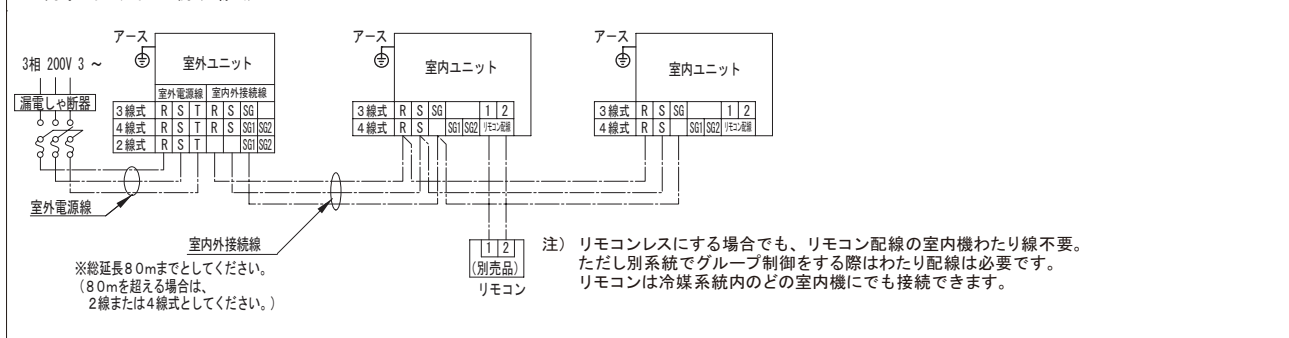 アース
3相 200V 3 ~
漏電しゃ断器
室外ユニット
室外電源線 室内外接続線
3線式 R S T R S SG
4線式 R S T R S SG1 SG2
2線式 R S T SG1 SG2
室外電源線
室内外接続線
※総延長80mまでとしてください。
(80mを超える場合は、
2線または4線式としてください。)
アース
室内ユニット
3線式 R S SG 1 2
4線式 R S SG1 SG2 リモコン配線
1 2
(別売品)
リモコン
アース
室内ユニット
3線式 R S SG 1 2
4線式 R S SG1 SG2 リモコン配線
注) リモコンレスにする場合でも、リモコン配線の室内機わたり線不要。
ただし別系統でグループ制御をする際はわたり配線は必要です。
リモコンは冷媒系統内のどの室内機にでも接続できます。